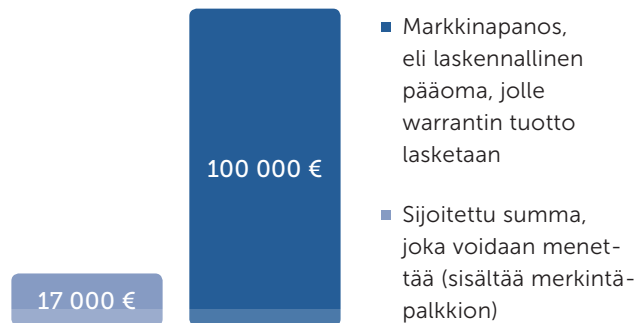 Markkinapanos,
eli laskennallinen
pääoma, jolle
warrantin tuotto
lasketaan
100 000 €
Sijoitettu summa,
joka voidaan menet-
tää (sisältää merkintä-
palkkion)
17 000 €